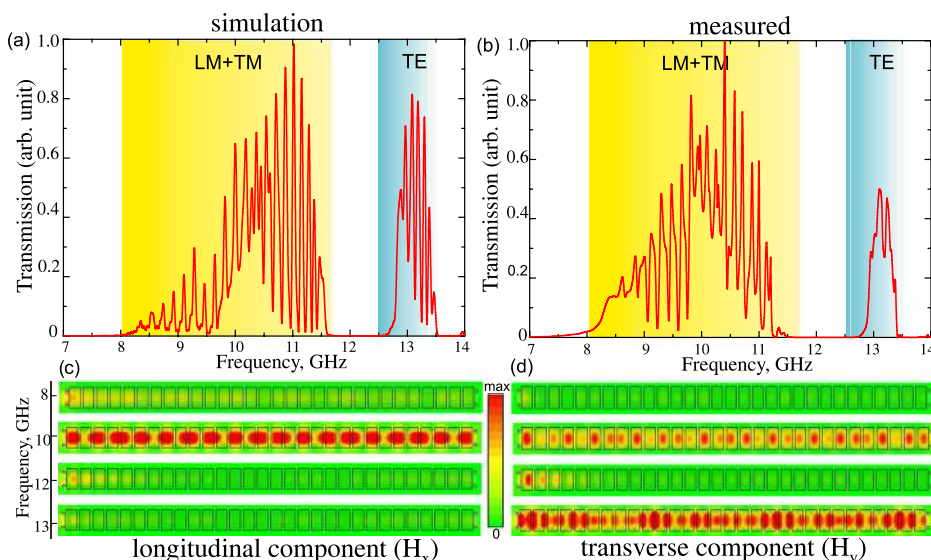 simulation
measured
(a)
(b)
LM+TM
TE
LM+TM
TE
Transmission (arb. unit)
1.0
0.8
0.6
0.4
0.2
0
7 8 9 10 11 12 13 14
Frequency, GHz
Transmission (arb. unit)
1.0
0.8
0.6
0.4
0.2
0
7 8 9 10 11 12 13 14
Frequency, GHz
(c)
(d)
max
0
Frequency, GHz
8
10
12
13
longitudinal component (Hx)
transverse component (Hy)